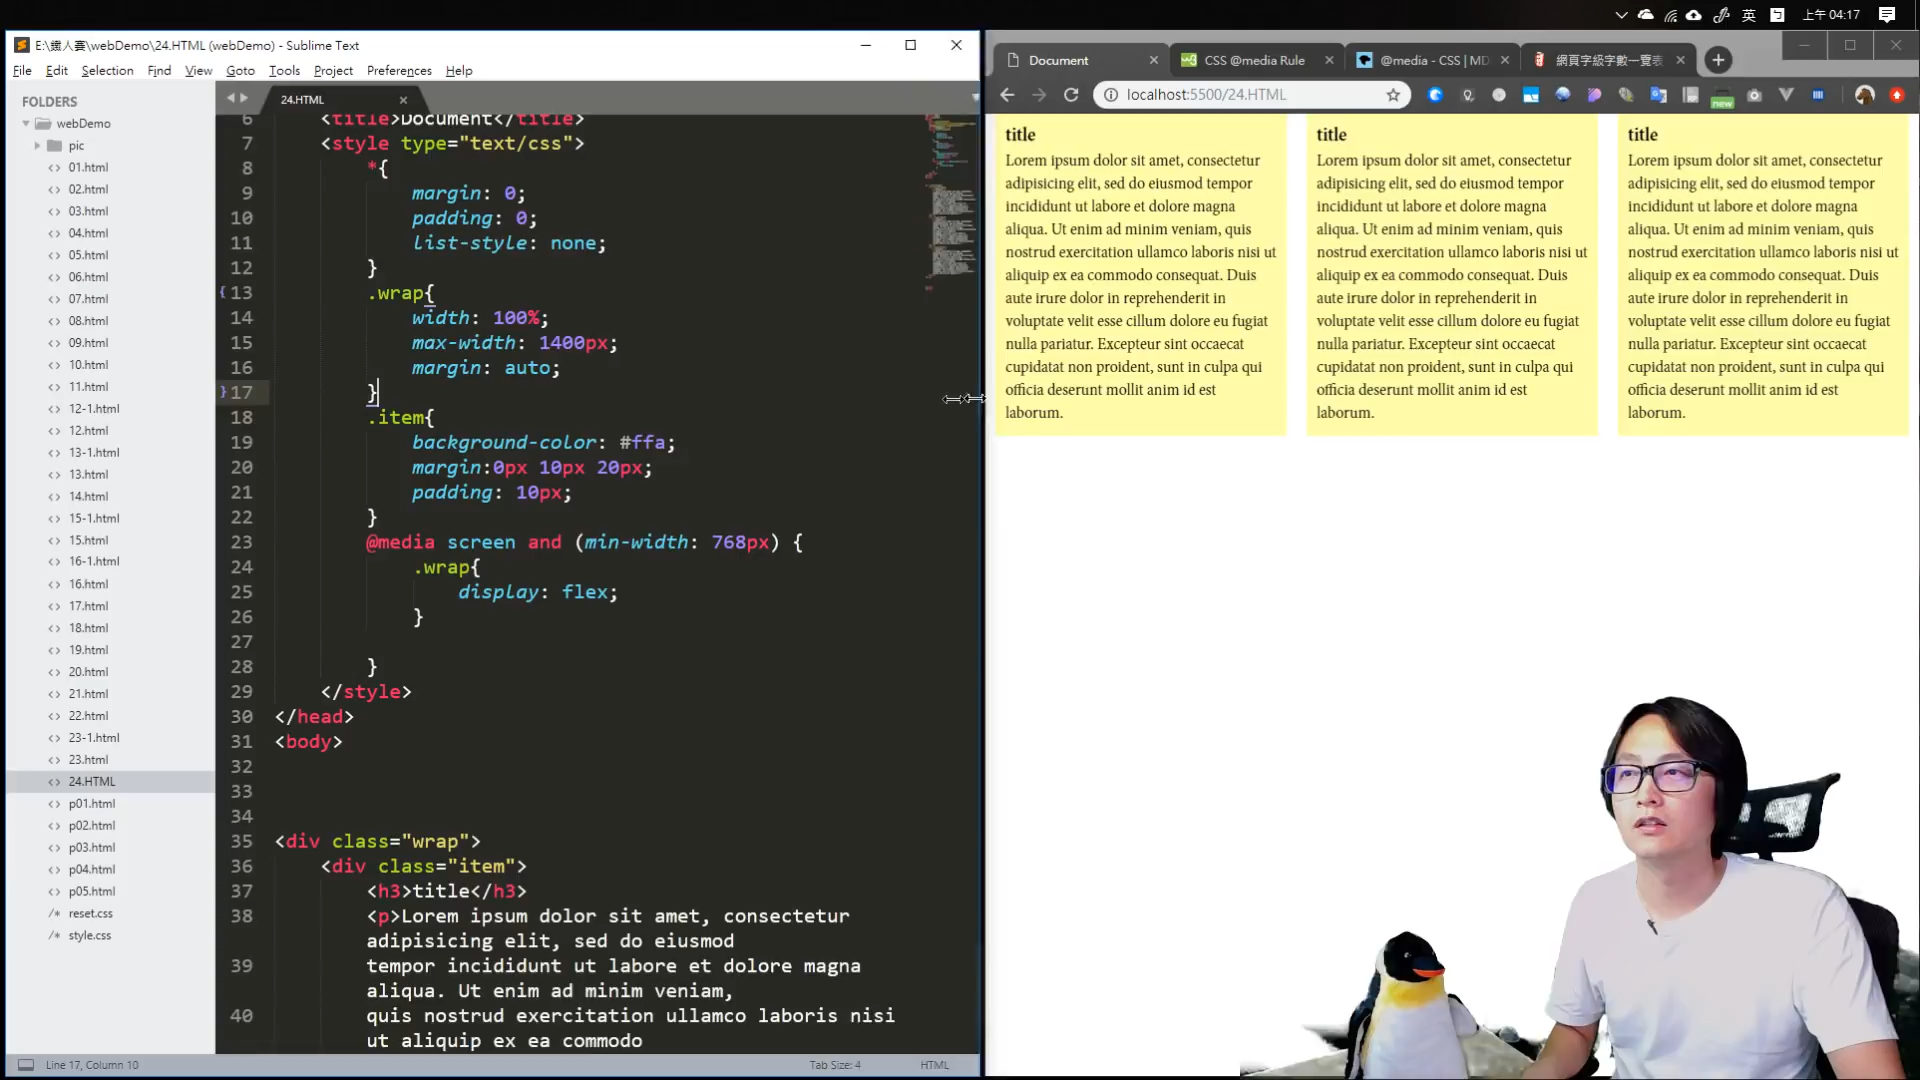 英
上午 04:17
E:\鐵人賽\webDemo\24.HTML (webDemo) - Sublime Text
File Edit Selection Find View Goto Tools Project Preferences Help
FOLDERS
webDemo
pic
01.html
02.html
03.html
04.html
05.html
06.html
07.html
08.html
09.html
10.html
11.html
12-1.html
12.html
13-1.html
13.html
14.html
15-1.html
15.html
16-1.html
16.html
17.html
18.html
19.html
20.html
21.html
22.html
23-1.html
23.html
24.HTML
p01.html
p02.html
p03.html
p04.html
p05.html
reset.css
style.css
24.HTML
6 <title>Document</title>
7 <style type="text/css">
8 *{
9 margin: 0;
10 padding: 0;
11 list-style: none;
12 }
13 .wrap{
14 width: 100%;
15 max-width: 1400px;
16 margin: auto;
17 }
18 .item{
19 background-color: #ffa;
20 margin:0px 10px 20px;
21 padding: 10px;
22 }
23 @media screen and (min-width: 768px) {
24 .wrap{
25 display: flex;
26 }
27
28 }
29 </style>
30 </head>
31 <body>
32
33
34
35 <div class="wrap">
36 <div class="item">
37 <h3>title</h3>
38 <p>Lorem ipsum dolor sit amet, consectetur
adipisicing elit, sed do eiusmod
39 tempor incididunt ut labore et dolore magna
aliqua. Ut enim ad minim veniam,
40 quis nostrud exercitation ullamco laboris nisi
ut aliquip ex ea commodo
Line 17, Column 10
Tab Size: 4
HTML
Document
CSS @media Rule
@media - CSS | MD
網頁字級字數一覽表
localhost:5500/24.HTML
new
title
Lorem ipsum dolor sit amet, consectetur
adipisicing elit, sed do eiusmod tempor
incididunt ut labore et dolore magna
aliqua. Ut enim ad minim veniam, quis
nostrud exercitation ullamco laboris nisi ut
aliquip ex ea commodo consequat. Duis
aute irure dolor in reprehenderit in
voluptate velit esse cillum dolore eu fugiat
nulla pariatur. Excepteur sint occaecat
cupidatat non proident, sunt in culpa qui
officia deserunt mollit anim id est
laborum.
title
Lorem ipsum dolor sit amet, consectetur
adipisicing elit, sed do eiusmod tempor
incididunt ut labore et dolore magna
aliqua. Ut enim ad minim veniam, quis
nostrud exercitation ullamco laboris nisi ut
aliquip ex ea commodo consequat. Duis
aute irure dolor in reprehenderit in
voluptate velit esse cillum dolore eu fugiat
nulla pariatur. Excepteur sint occaecat
cupidatat non proident, sunt in culpa qui
officia deserunt mollit anim id est
laborum.
title
Lorem ipsum dolor sit amet, consectetur
adipisicing elit, sed do eiusmod tempor
incididunt ut labore et dolore magna
aliqua. Ut enim ad minim veniam, quis
nostrud exercitation ullamco laboris nisi ut
aliquip ex ea commodo consequat. Duis
aute irure dolor in reprehenderit in
voluptate velit esse cillum dolore eu fugiat
nulla pariatur. Excepteur sint occaecat
cupidatat non proident, sunt in culpa qui
officia deserunt mollit anim id est
laborum.